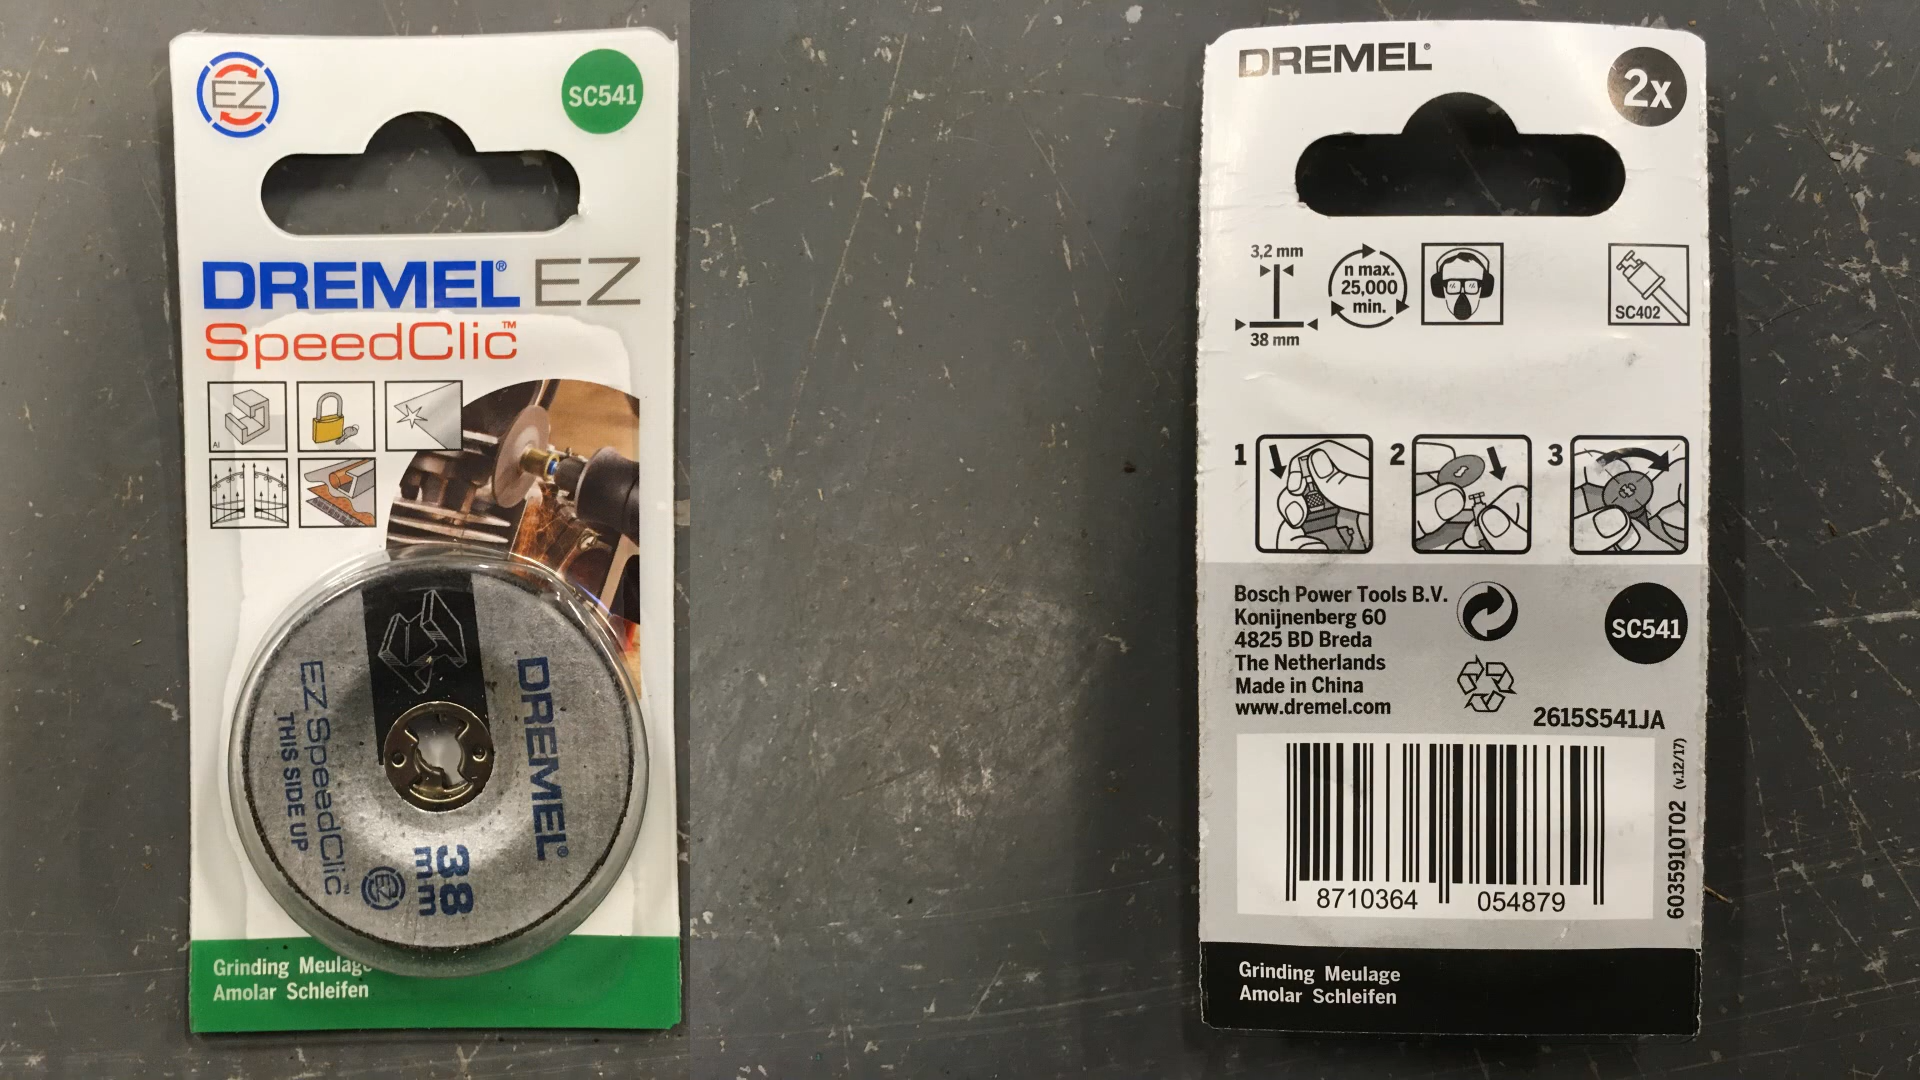 EZ
SC541
DREMEL® EZ
SpeedClic™
Al
DREMEL®
EZ SpeedClic™
THIS SIDE UP
38
mm
EZ
Grinding Meulage
Amolar Schleifen
DREMEL®
2x
3,2 mm
38 mm
n max.
25,000
min.
SC402
1
2
3
Bosch Power Tools B.V.
Konijnenberg 60
4825 BD Breda
The Netherlands
Made in China
www.dremel.com
SC541
2615S541JA
8710364 054879
6035910T02 (v.12/17)
Grinding Meulage
Amolar Schleifen